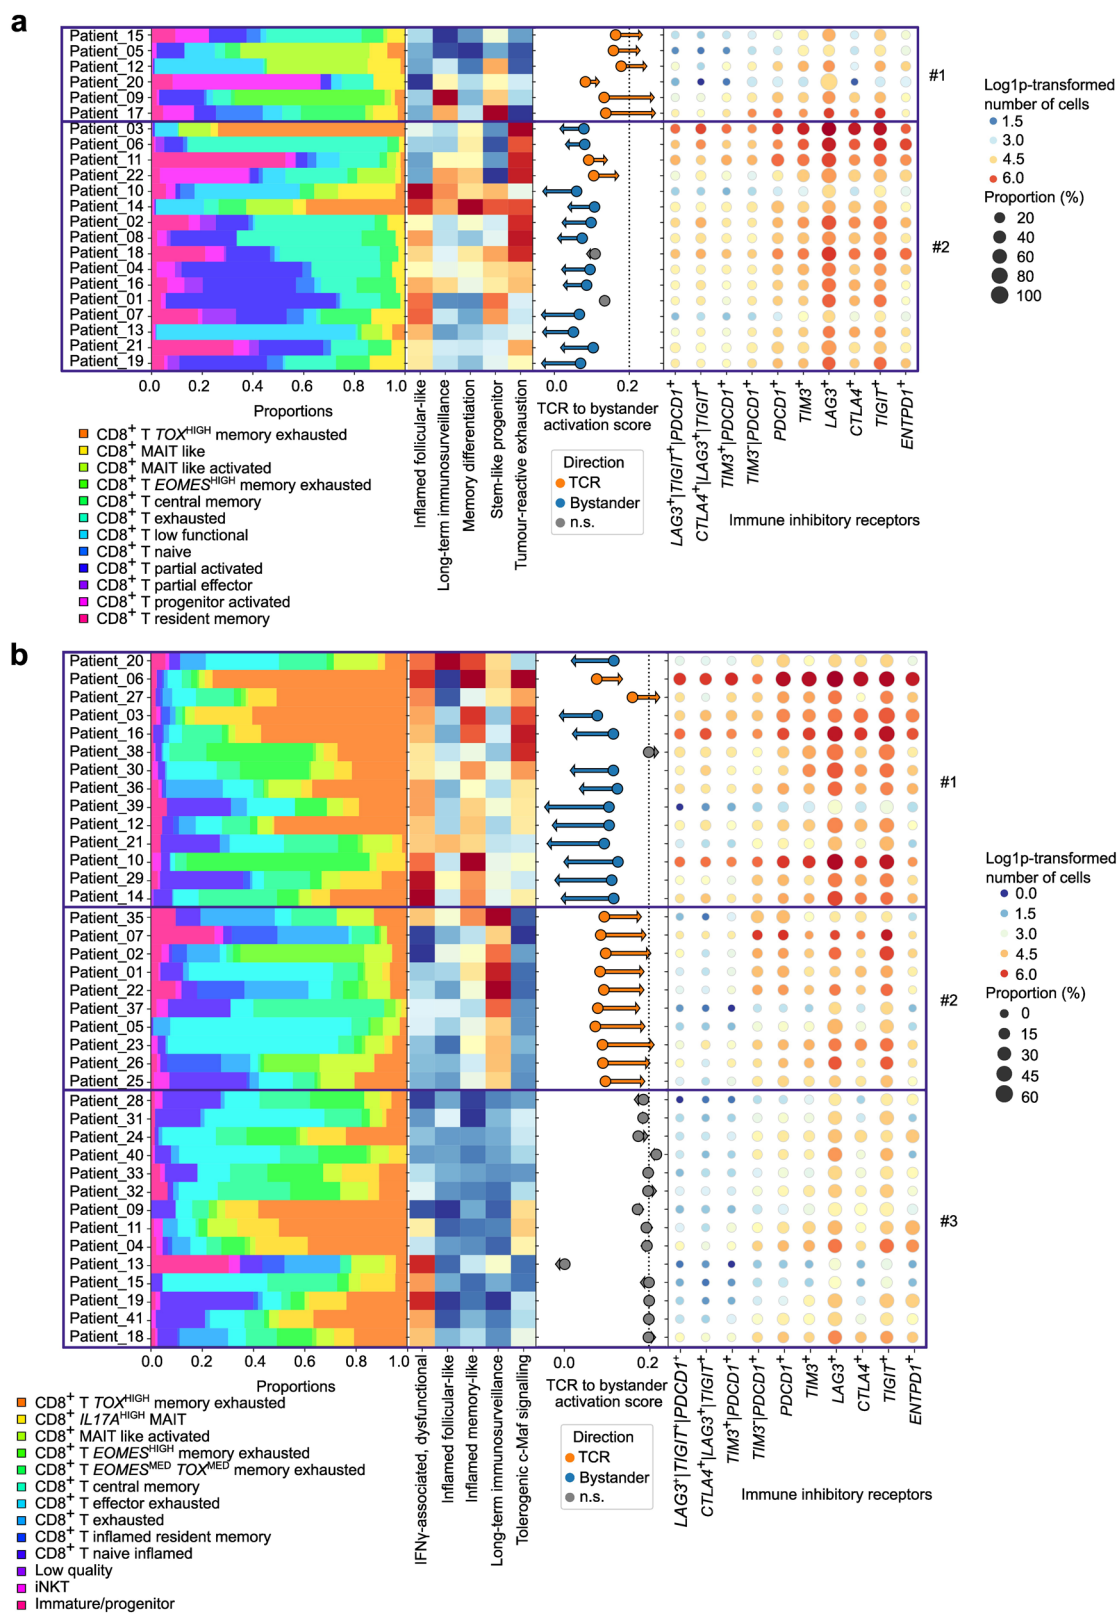 a
Patient_15
Patient_05
Patient_12
Patient_20
Patient_09
Patient_17
Patient_03
Patient_06
Patient_11
Patient_22
Patient_10
Patient_14
Patient_02
Patient_08
Patient_18
Patient_04
Patient_16
Patient_01
Patient_07
Patient_13
Patient_21
Patient_19
#1
#2
0.0 0.2 0.4 0.6 0.8 1.0
Proportions
Inflamed follicular-like
Long-term immunosurveillance
Memory differentiation
Stem-like progenitor
Tumour-reactive exhaustion
0.0 0.2
TCR to bystander
activation score
Direction
TCR
Bystander
n.s.
LAG3⁺|TIGIT⁺|PDCD1⁺
CTLA4⁺|LAG3⁺|TIGIT⁺
TIM3⁺|PDCD1⁺
TIM3⁻|PDCD1⁺
PDCD1⁺
TIM3⁺
LAG3⁺
CTLA4⁺
TIGIT⁺
ENTPD1⁺
Immune inhibitory receptors
Log1p-transformed
number of cells
1.5
3.0
4.5
6.0
Proportion (%)
20
40
60
80
100
CD8⁺ T TOXᴴᴵᴳᴴ memory exhausted
CD8⁺ MAIT like
CD8⁺ MAIT like activated
CD8⁺ T EOMESᴴᴵᴳᴴ memory exhausted
CD8⁺ T central memory
CD8⁺ T exhausted
CD8⁺ T low functional
CD8⁺ T naive
CD8⁺ T partial activated
CD8⁺ T partial effector
CD8⁺ T progenitor activated
CD8⁺ T resident memory
b
Patient_20
Patient_06
Patient_27
Patient_03
Patient_16
Patient_38
Patient_30
Patient_36
Patient_39
Patient_12
Patient_21
Patient_10
Patient_29
Patient_14
Patient_35
Patient_07
Patient_02
Patient_01
Patient_22
Patient_37
Patient_05
Patient_23
Patient_26
Patient_25
Patient_28
Patient_31
Patient_24
Patient_40
Patient_33
Patient_32
Patient_09
Patient_11
Patient_04
Patient_13
Patient_15
Patient_19
Patient_41
Patient_18
#1
#2
#3
0.0 0.2 0.4 0.6 0.8 1.0
Proportions
IFNγ-associated, dysfunctional
Inflamed follicular-like
Inflamed memory-like
Long-term immunosurveillance
Tolerogenic c-Maf signalling
0.0 0.2
TCR to bystander
activation score
Direction
TCR
Bystander
n.s.
LAG3⁺|TIGIT⁺|PDCD1⁺
CTLA4⁺|LAG3⁺|TIGIT⁺
TIM3⁺|PDCD1⁺
TIM3⁻|PDCD1⁺
PDCD1⁺
TIM3⁺
LAG3⁺
CTLA4⁺
TIGIT⁺
ENTPD1⁺
Immune inhibitory receptors
Log1p-transformed
number of cells
0.0
1.5
3.0
4.5
6.0
Proportion (%)
0
15
30
45
60
CD8⁺ T TOXᴴᴵᴳᴴ memory exhausted
CD8⁺ IL17Aᴴᴵᴳᴴ MAIT
CD8⁺ MAIT like activated
CD8⁺ T EOMESᴴᴵᴳᴴ memory exhausted
CD8⁺ T EOMESᴹᴱᴰ TOXᴹᴱᴰ memory exhausted
CD8⁺ T central memory
CD8⁺ T effector exhausted
CD8⁺ T exhausted
CD8⁺ T inflamed resident memory
CD8⁺ T naive inflamed
Low quality
iNKT
Immature/progenitor